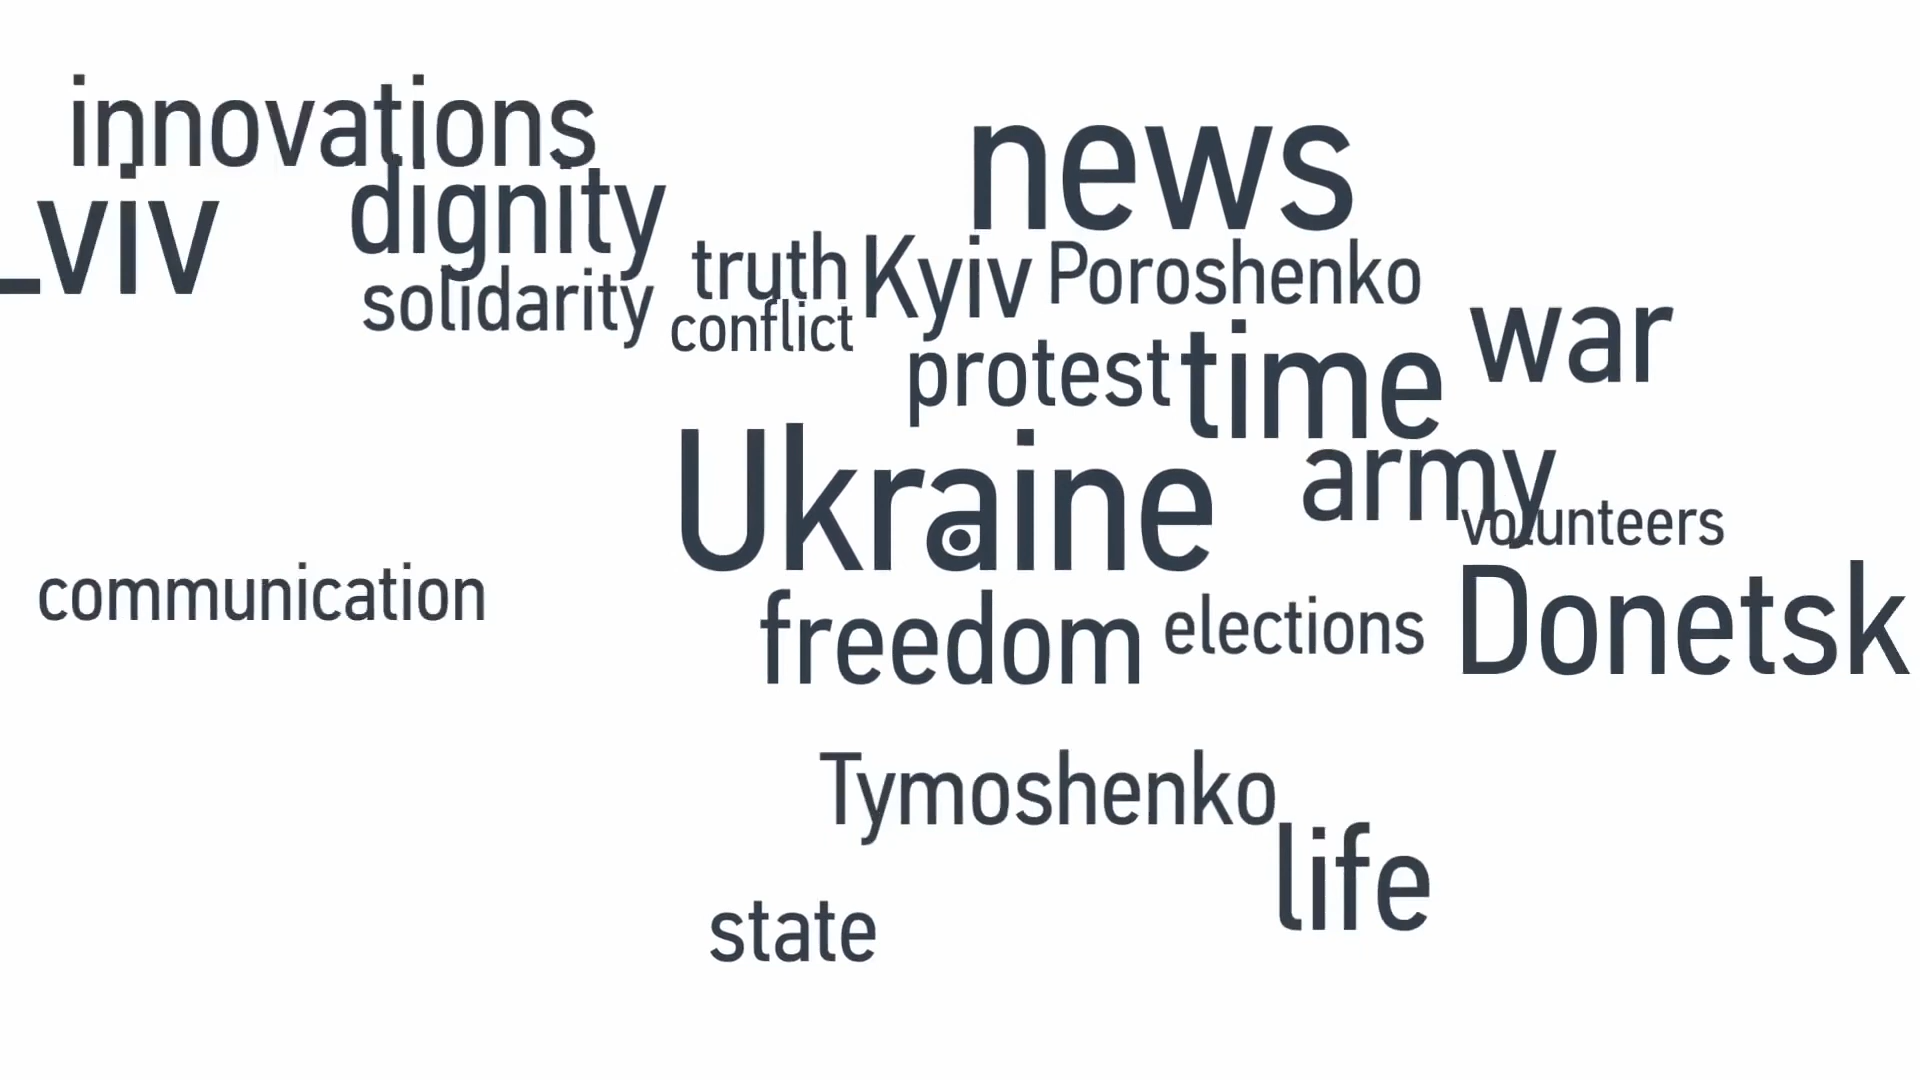 innovations
news
Lviv
dignity
truth
Kyiv
Poroshenko
solidarity
conflict
war
protest
time
Ukraine
army
volunteers
communication
freedom
elections
Donetsk
Tymoshenko
life
state